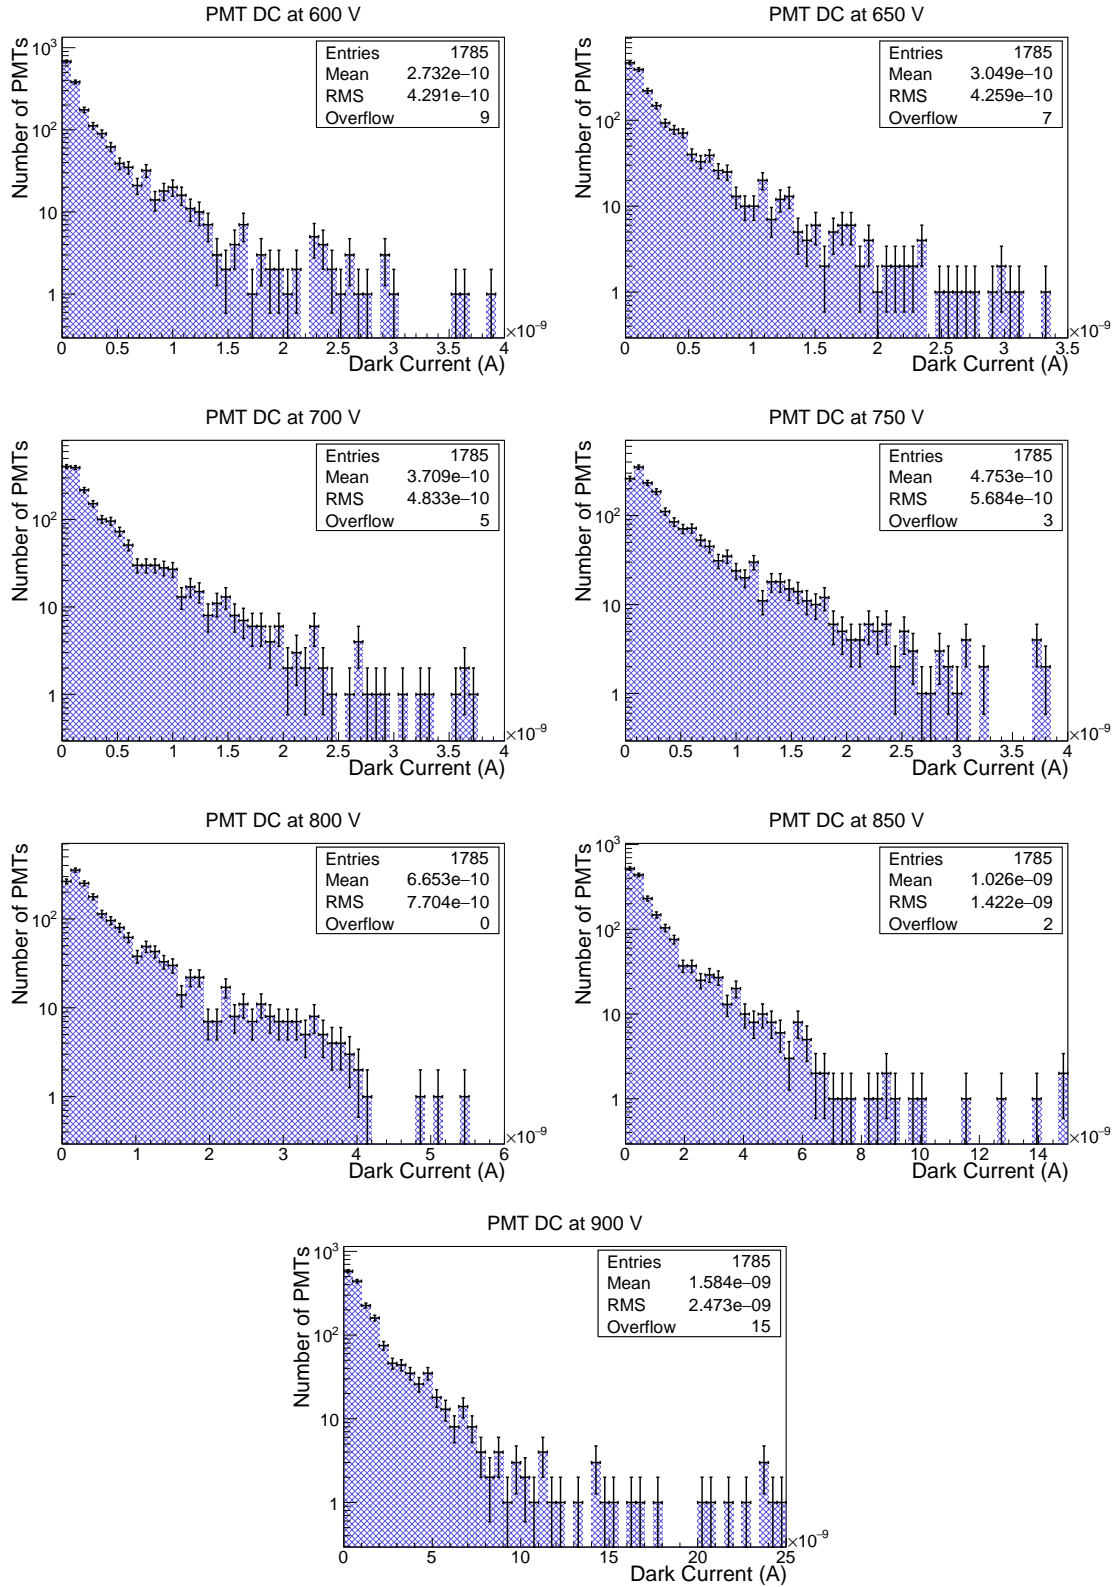 PMT DC at 600 V
Number of PMTs
Entries 1785
Mean 2.732e−10
RMS 4.291e−10
Overflow 9
10³
10²
10
1
0 0.5 1 1.5 2 2.5 3 3.5 4
×10⁻⁹
Dark Current (A)
PMT DC at 650 V
Number of PMTs
Entries 1785
Mean 3.049e−10
RMS 4.259e−10
Overflow 7
10²
10
1
0 0.5 1 1.5 2 2.5 3 3.5
×10⁻⁹
Dark Current (A)
PMT DC at 700 V
Number of PMTs
Entries 1785
Mean 3.709e−10
RMS 4.833e−10
Overflow 5
10²
10
1
0 0.5 1 1.5 2 2.5 3 3.5 4
×10⁻⁹
Dark Current (A)
PMT DC at 750 V
Number of PMTs
Entries 1785
Mean 4.753e−10
RMS 5.684e−10
Overflow 3
10²
10
1
0 0.5 1 1.5 2 2.5 3 3.5 4
×10⁻⁹
Dark Current (A)
PMT DC at 800 V
Number of PMTs
Entries 1785
Mean 6.653e−10
RMS 7.704e−10
Overflow 0
10²
10
1
0 1 2 3 4 5 6
×10⁻⁹
Dark Current (A)
PMT DC at 850 V
Number of PMTs
Entries 1785
Mean 1.026e−09
RMS 1.422e−09
Overflow 2
10³
10²
10
1
0 2 4 6 8 10 12 14
×10⁻⁹
Dark Current (A)
PMT DC at 900 V
Number of PMTs
Entries 1785
Mean 1.584e−09
RMS 2.473e−09
Overflow 15
10³
10²
10
1
0 5 10 15 20 25
×10⁻⁹
Dark Current (A)